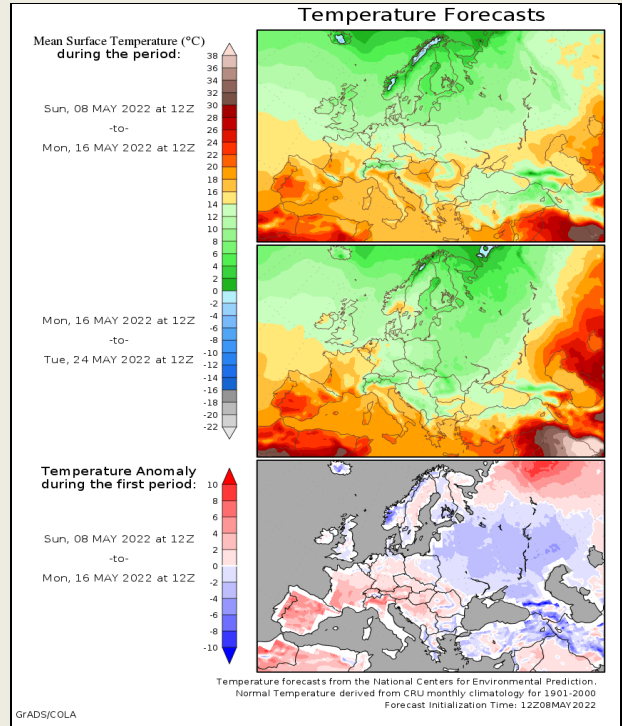 Temperature Forecasts
Mean Surface Temperature (°C)
during the period:
Sun, 08 MAY 2022 at 12Z
-to-
Mon, 16 MAY 2022 at 12Z
38
36
34
32
30
28
26
24
22
20
18
16
14
12
10
8
6
4
2
0
-2
-4
-6
-8
-10
-12
-14
-16
-18
-20
-22
Mon, 16 MAY 2022 at 12Z
-to-
Tue, 24 MAY 2022 at 12Z
Temperature Anomaly
during the first period:
Sun, 08 MAY 2022 at 12Z
-to-
Mon, 16 MAY 2022 at 12Z
10
8
6
4
2
0
-2
-4
-6
-8
-10
Temperature forecasts from the National Centers for Environmental Prediction.
Normal Temperature derived from CRU monthly climatology for 1901-2000
Forecast Initialization Time: 12Z08MAY2022
GrADS/COLA